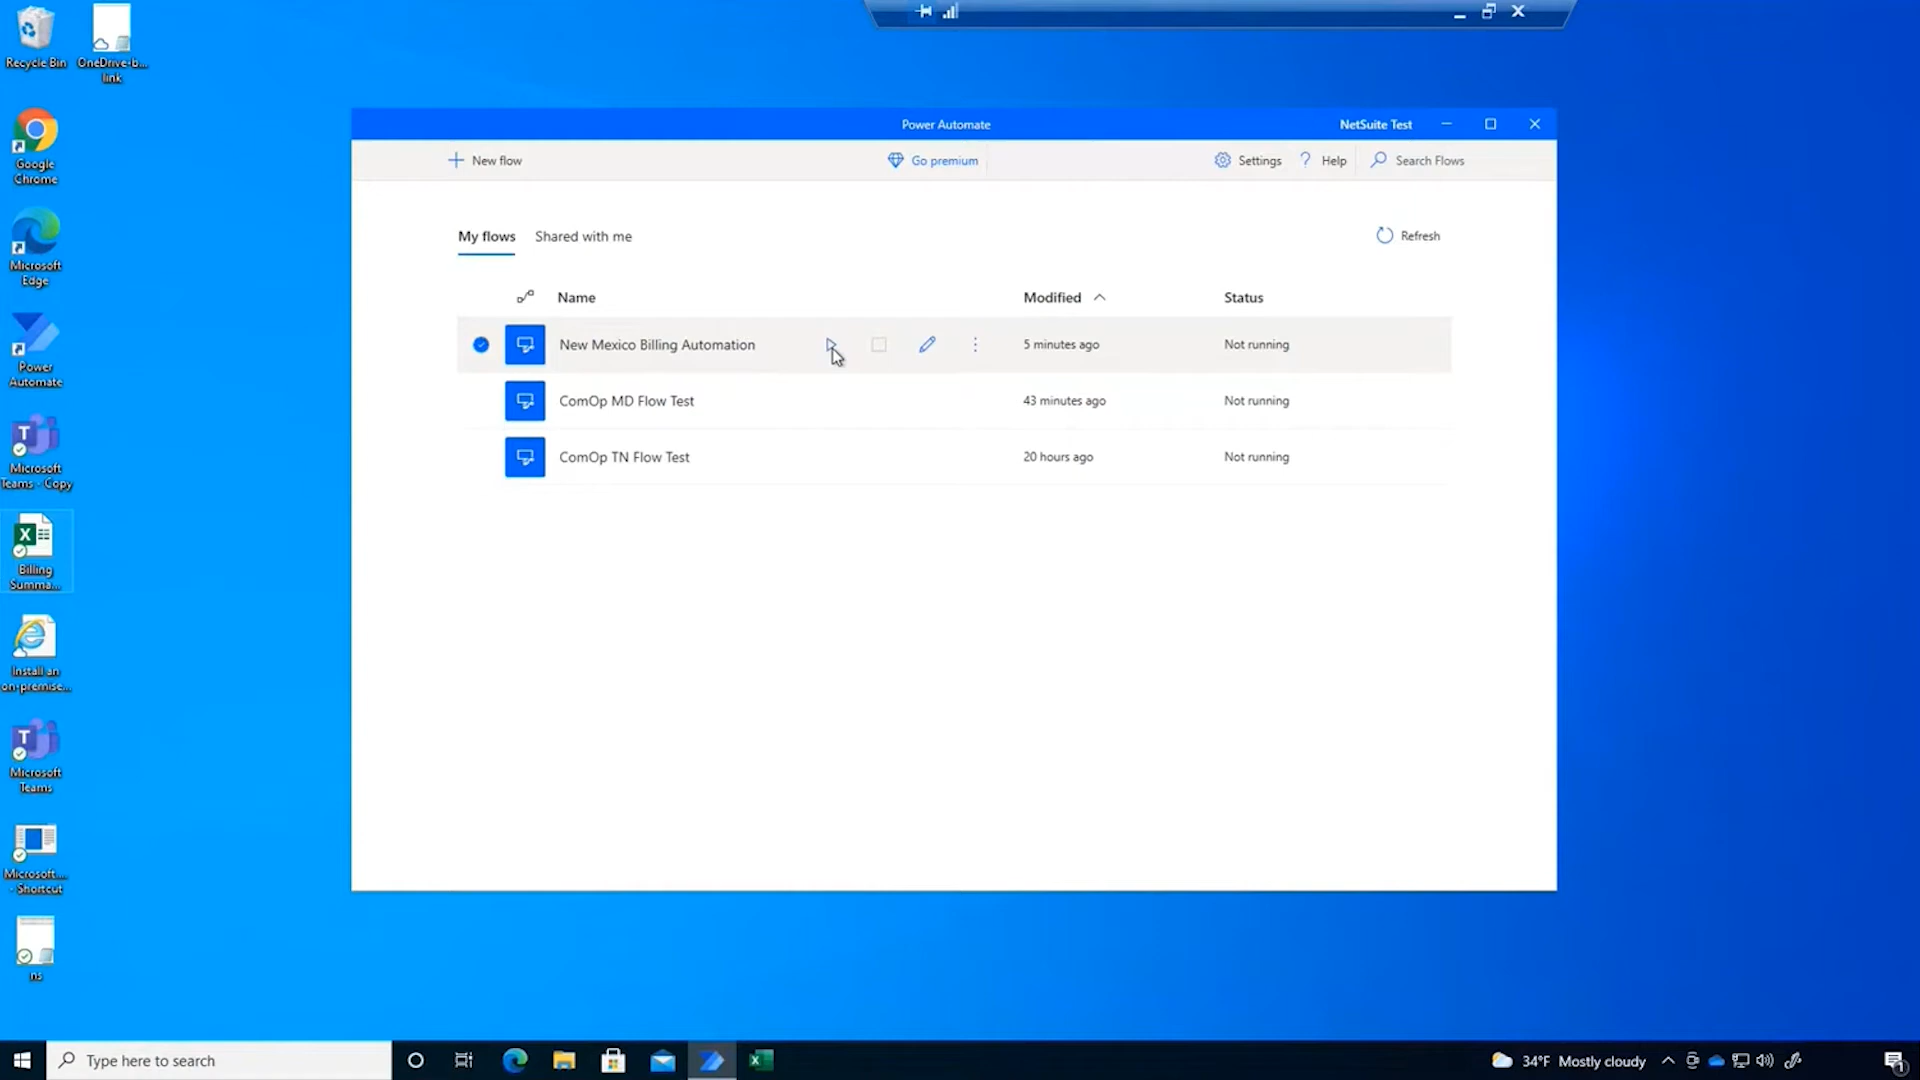 Recycle Bin
OneDrive-b...
link
Google
Chrome
Microsoft
Edge
Power
Automate
Microsoft
Teams - Copy
Billing
Summa...
Install an
on-premise...
Microsoft
Teams
Microsoft....
- Shortcut
ns
Power Automate
NetSuite Test
New flow
Go premium
Settings
? Help
Search Flows
My flows
Shared with me
Refresh
Name
Modified
Status
New Mexico Billing Automation
5 minutes ago
Not running
ComOp MD Flow Test
43 minutes ago
Not running
ComOp TN Flow Test
20 hours ago
Not running
Type here to search
34°F Mostly cloudy
1